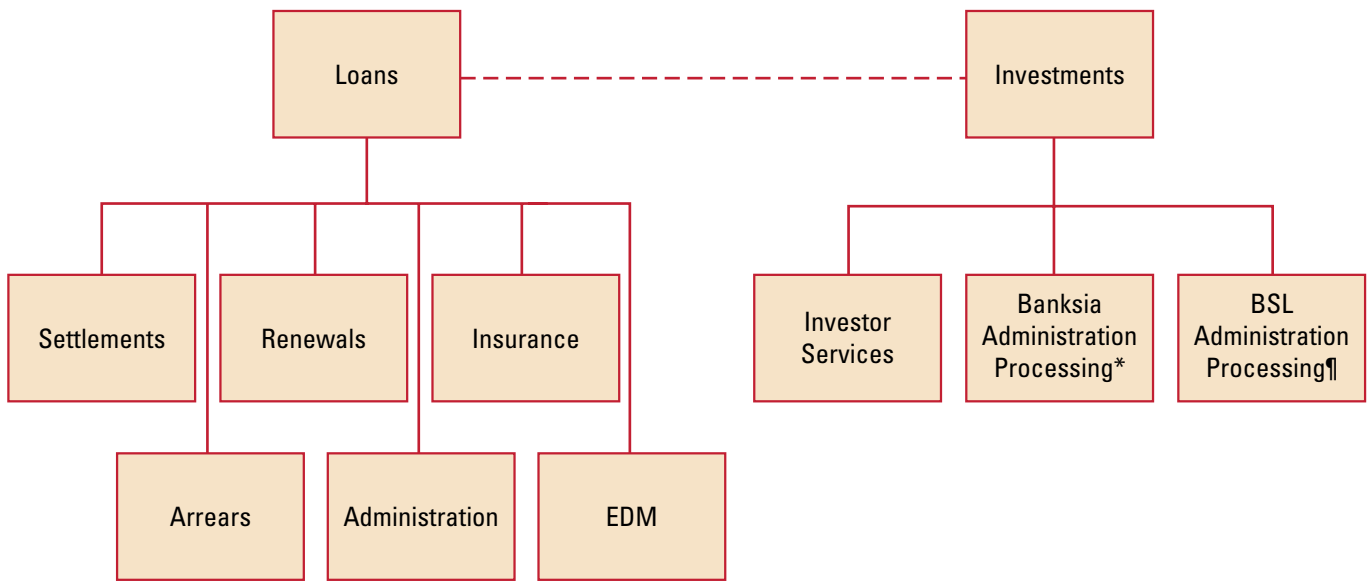 Loans
Investments
Settlements
Renewals
Insurance
Investor
Services
Banksia
Administration
Processing*
BSL
Administration
Processing¶
Arrears
Administration
EDM